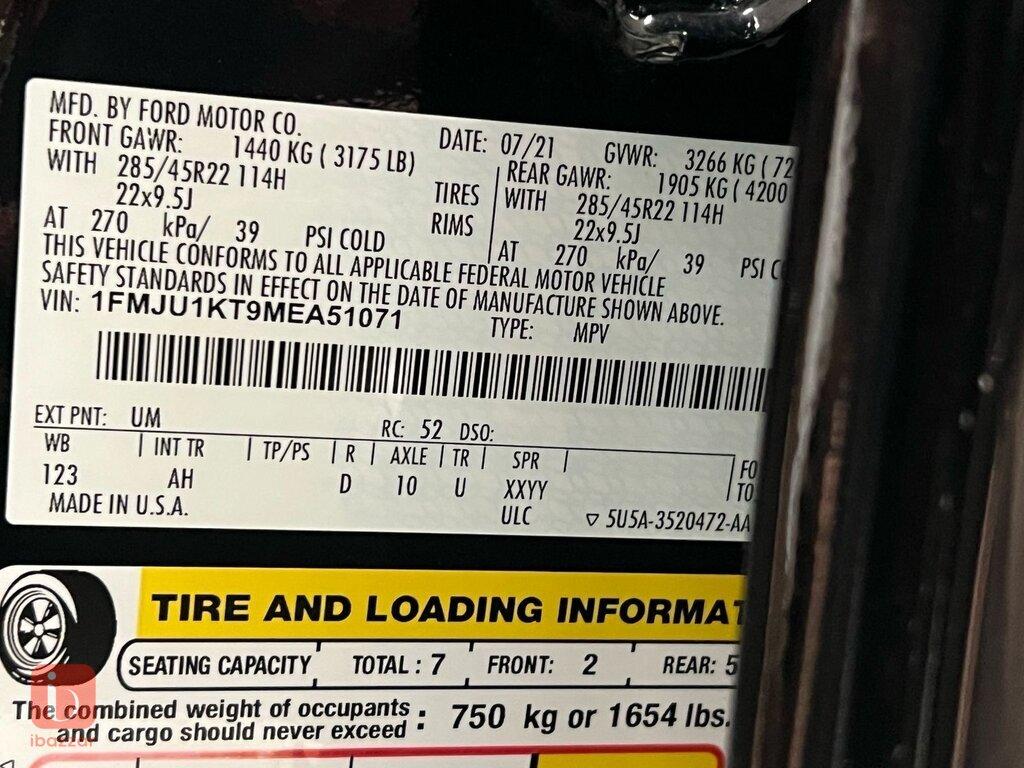 MFD. BY FORD MOTOR CO.
DATE: 07/21 GVWR: 3266 KG ( 72
FRONT GAWR: 1440 KG ( 3175 LB)
REAR GAWR: 1905 KG ( 4200
WITH 285/45R22 114H TIRES WITH 285/45R22 114H
22x9.5J RIMS 22x9.5J
AT 270 kPa/ 39 PSI COLD AT 270 kPa/ 39 PSI C
THIS VEHICLE CONFORMS TO ALL APPLICABLE FEDERAL MOTOR VEHICLE
SAFETY STANDARDS IN EFFECT ON THE DATE OF MANUFACTURE SHOWN ABOVE.
VIN: 1FMJU1KT9MEA51071 TYPE: MPV
EXT PNT: UM RC: 52 DSO:
WB INT TR TP/PS R AXLE TR SPR FO
123 AH D 10 U XXYY TO
MADE IN U.S.A. ULC ▽ 5U5A-3520472-AA
TIRE AND LOADING INFORMAT
SEATING CAPACITY TOTAL : 7 FRONT: 2 REAR: 5
The combined weight of occupants
and cargo should never exceed : 750 kg or 1654 lbs.
ibazzar